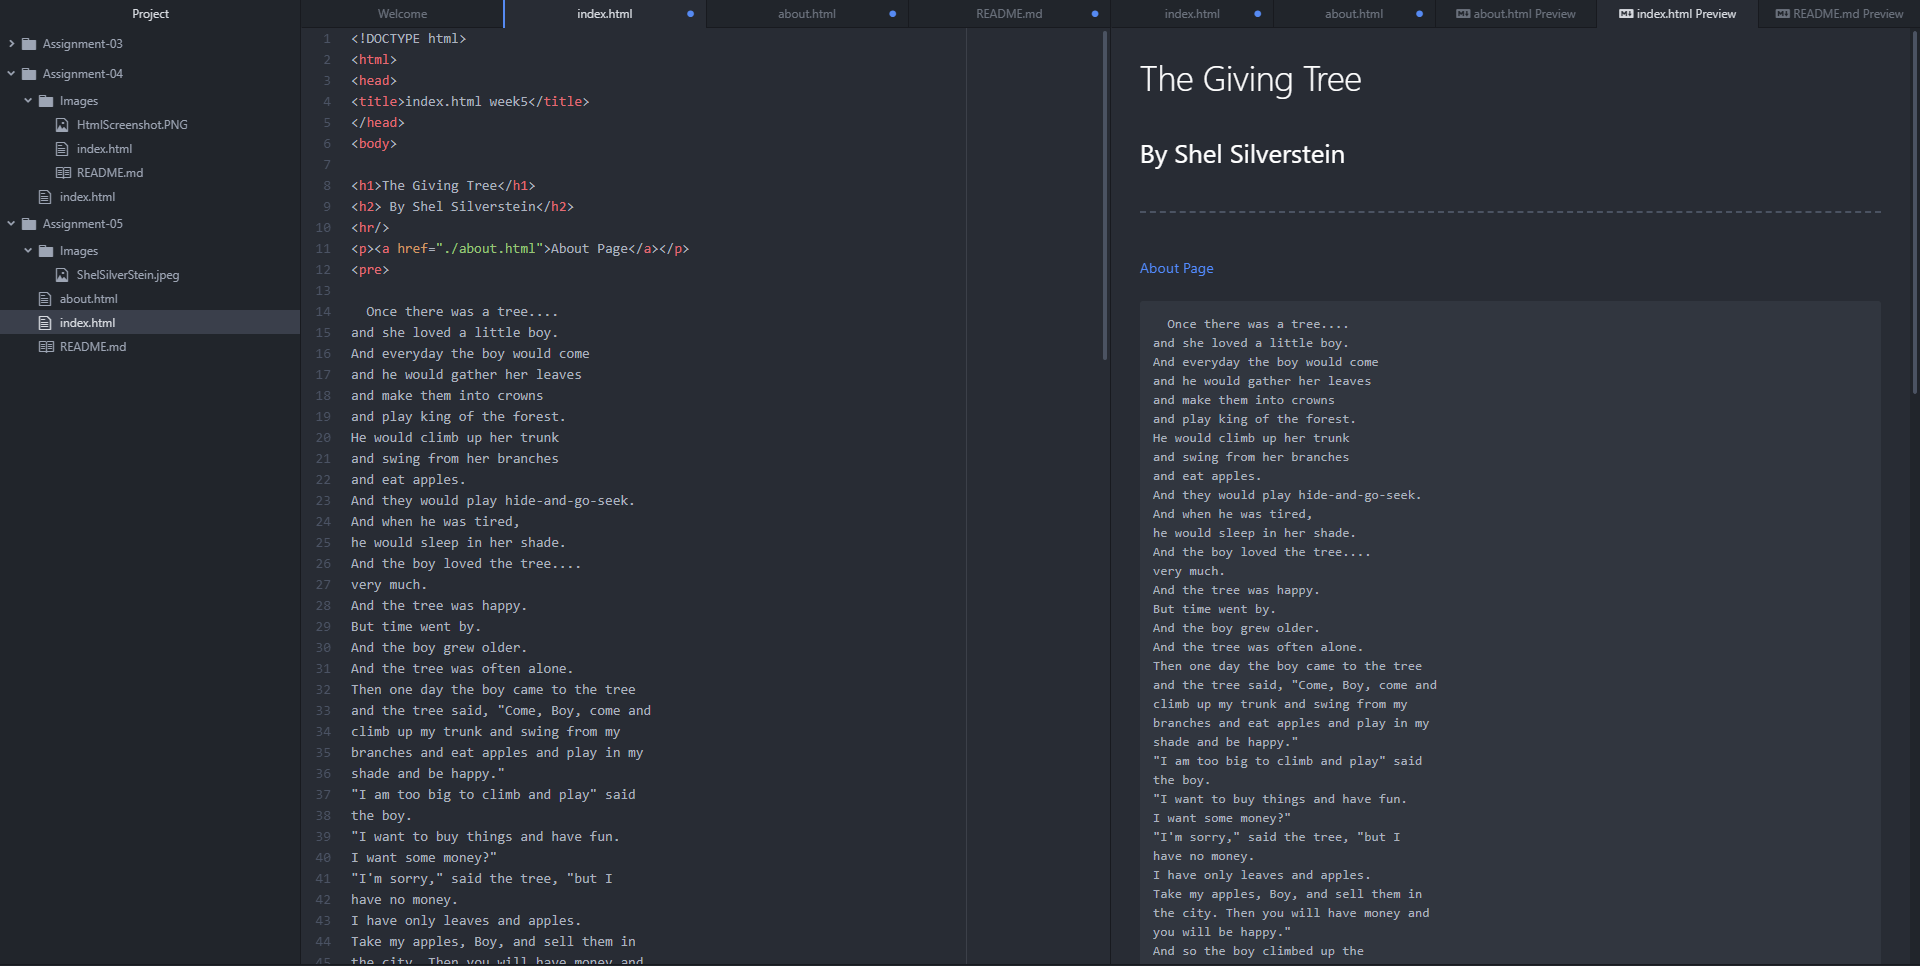 Project
Assignment-03
Assignment-04
Images
HtmlScreenshot.PNG
index.html
README.md
index.html
Assignment-05
Images
ShelSilverStein.jpeg
about.html
index.html
README.md
Welcome
index.html
about.html
README.md
1 <!DOCTYPE html>
2 <html>
3 <head>
4 <title>index.html week5</title>
5 </head>
6 <body>
7
8 <h1>The Giving Tree</h1>
9 <h2> By Shel Silverstein</h2>
10 <hr/>
11 <p><a href="./about.html">About Page</a></p>
12 <pre>
13
14   Once there was a tree....
15 and she loved a little boy.
16 And everyday the boy would come
17 and he would gather her leaves
18 and make them into crowns
19 and play king of the forest.
20 He would climb up her trunk
21 and swing from her branches
22 and eat apples.
23 And they would play hide-and-go-seek.
24 And when he was tired,
25 he would sleep in her shade.
26 And the boy loved the tree....
27 very much.
28 And the tree was happy.
29 But time went by.
30 And the boy grew older.
31 And the tree was often alone.
32 Then one day the boy came to the tree
33 and the tree said, "Come, Boy, come and
34 climb up my trunk and swing from my
35 branches and eat apples and play in my
36 shade and be happy."
37 "I am too big to climb and play" said
38 the boy.
39 "I want to buy things and have fun.
40 I want some money?"
41 "I'm sorry," said the tree, "but I
42 have no money.
43 I have only leaves and apples.
44 Take my apples, Boy, and sell them in
45 the city. Then you will have money and
index.html
about.html
about.html Preview
index.html Preview
README.md Preview
The Giving Tree
By Shel Silverstein
About Page
  Once there was a tree....
and she loved a little boy.
And everyday the boy would come
and he would gather her leaves
and make them into crowns
and play king of the forest.
He would climb up her trunk
and swing from her branches
and eat apples.
And they would play hide-and-go-seek.
And when he was tired,
he would sleep in her shade.
And the boy loved the tree....
very much.
And the tree was happy.
But time went by.
And the boy grew older.
And the tree was often alone.
Then one day the boy came to the tree
and the tree said, "Come, Boy, come and
climb up my trunk and swing from my
branches and eat apples and play in my
shade and be happy."
"I am too big to climb and play" said
the boy.
"I want to buy things and have fun.
I want some money?"
"I'm sorry," said the tree, "but I
have no money.
I have only leaves and apples.
Take my apples, Boy, and sell them in
the city. Then you will have money and
you will be happy."
And so the boy climbed up the